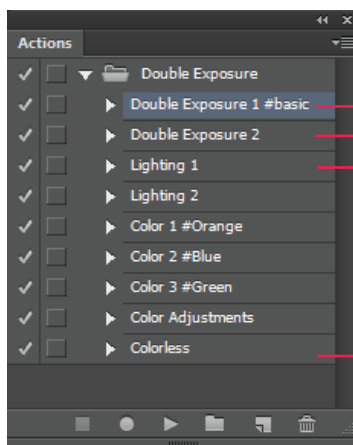 Actions
Double Exposure
Double Exposure 1 #basic
Double Exposure 2
Lighting 1
Lighting 2
Color 1 #Orange
Color 2 #Blue
Color 3 #Green
Color Adjustments
Colorless